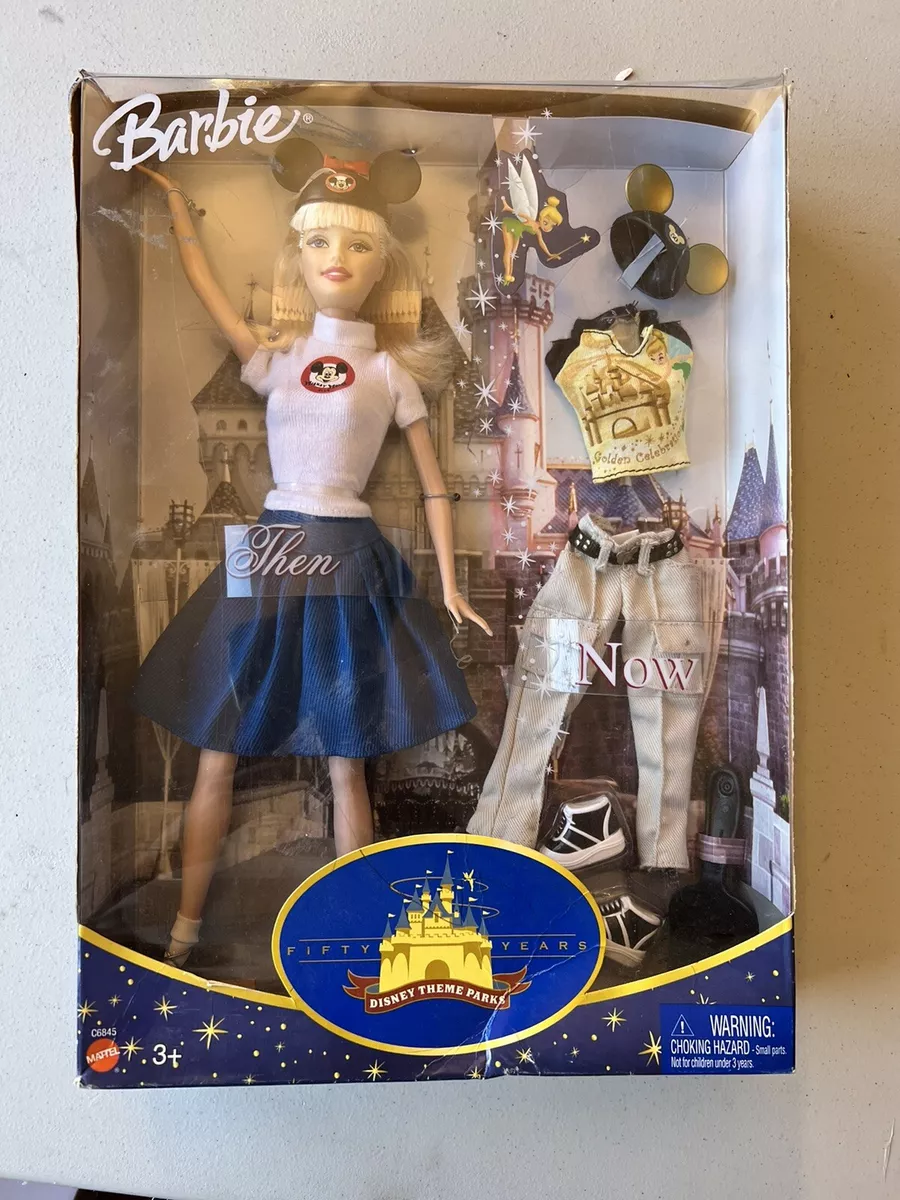 Barbie®
Then
Golden Celebration
Now
FIFTY YEARS
DISNEY THEME PARKS
C6845
MATTEL
3+
WARNING:
CHOKING HAZARD - Small parts.
Not for children under 3 years.